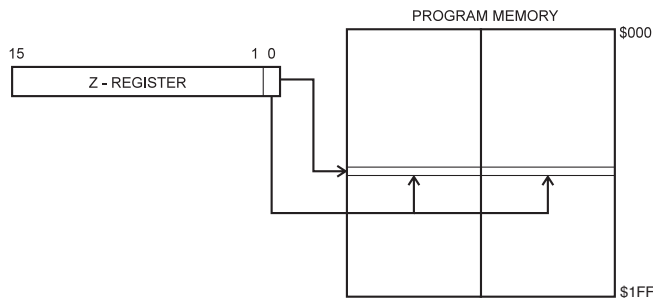 PROGRAM MEMORY
$000
15 1 0
Z - REGISTER
$1FF